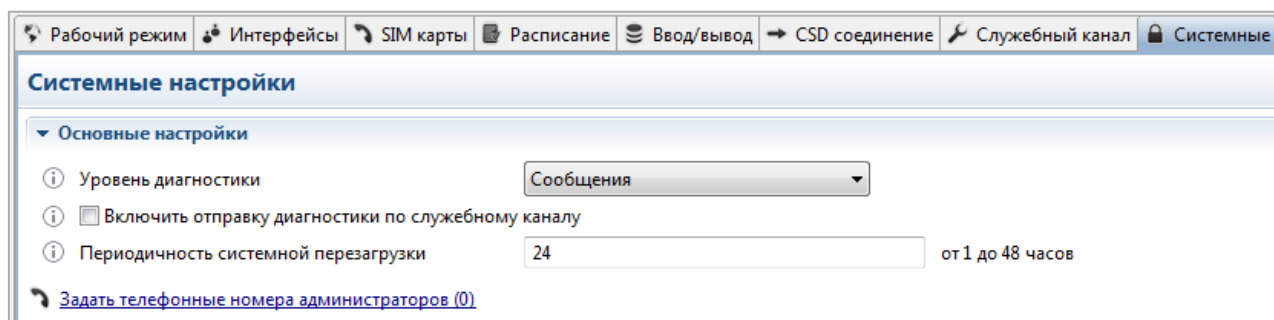 Рабочий режим Интерфейсы SIM карты Расписание Ввод/вывод CSD соединение Служебный канал Системные
Системные настройки
Основные настройки
Уровень диагностики Сообщения
Включить отправку диагностики по служебному каналу
Периодичность системной перезагрузки 24 от 1 до 48 часов
Задать телефонные номера администраторов (0)